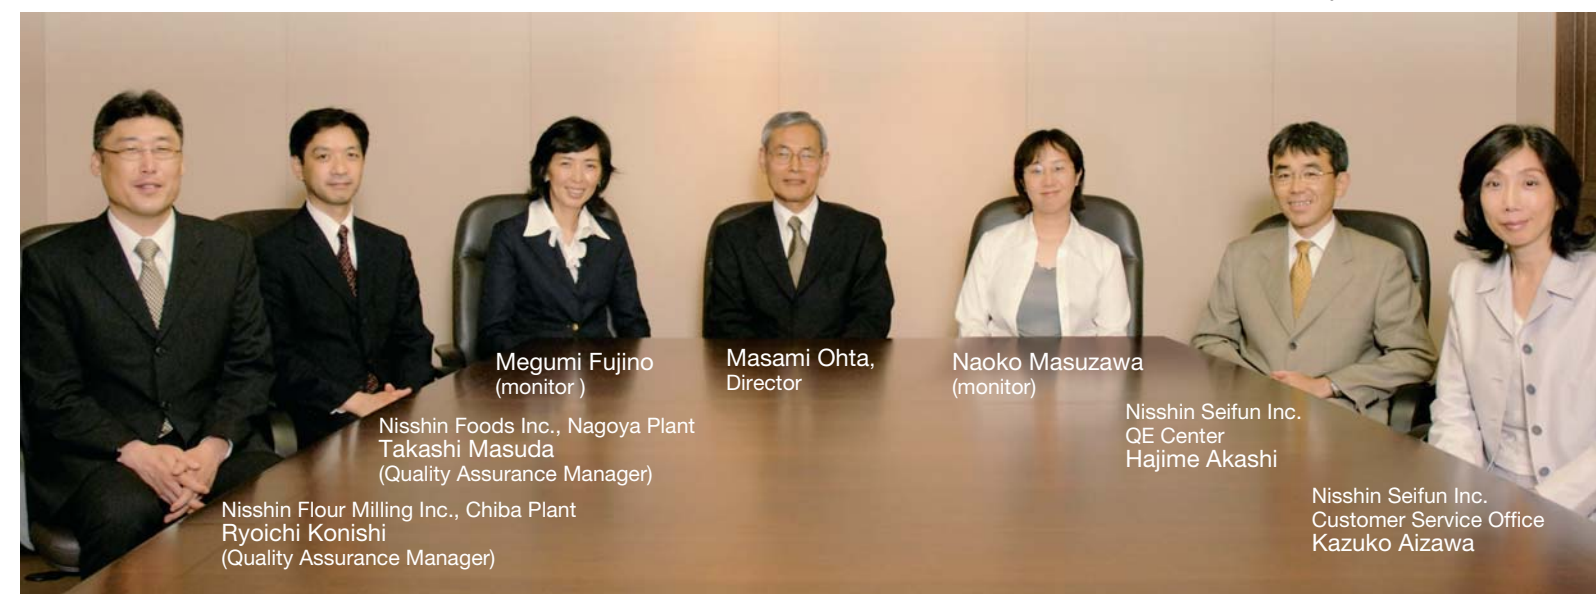 Megumi Fujino
(monitor )
Masami Ohta,
Director
Naoko Masuzawa
(monitor)
Nisshin Foods Inc., Nagoya Plant
Takashi Masuda
(Quality Assurance Manager)
Nisshin Seifun Inc.
QE Center
Hajime Akashi
Nisshin Flour Milling Inc., Chiba Plant
Ryoichi Konishi
(Quality Assurance Manager)
Nisshin Seifun Inc.
Customer Service Office
Kazuko Aizawa